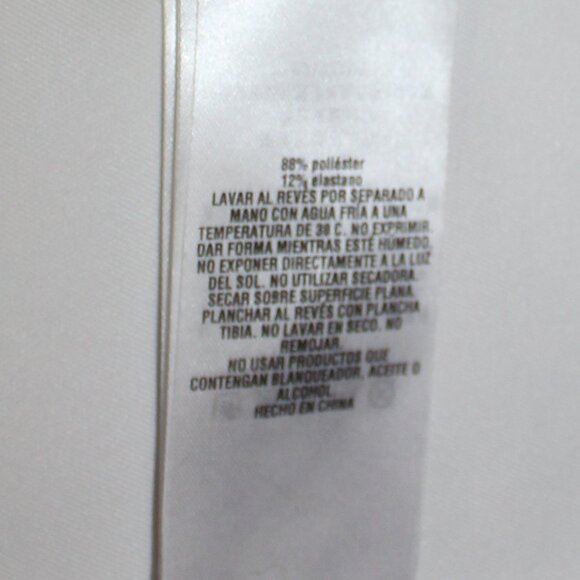 88% poliéster
12% elastano
LAVAR AL REVÉS POR SEPARADO A
MANO CON AGUA FRIA A UNA
TEMPERATURA DE 30 C. NO EXPRIMIR.
DAR FORMA MIENTRAS ESTÉ HÚMEDO.
NO EXPONER DIRECTAMENTE A LA LUZ
DEL SOL. NO UTILIZAR SECADORA.
SECAR SOBRE SUPERFICIE PLANA.
PLANCHAR AL REVÉS CON PLANCHA
TIBIA. NO LAVAR EN SECO. NO
REMOJAR.
NO USAR PRODUCTOS QUE
CONTENGAN BLANQUEADOR, ACEITE O
ALCOHOL
HECHO EN CHINA